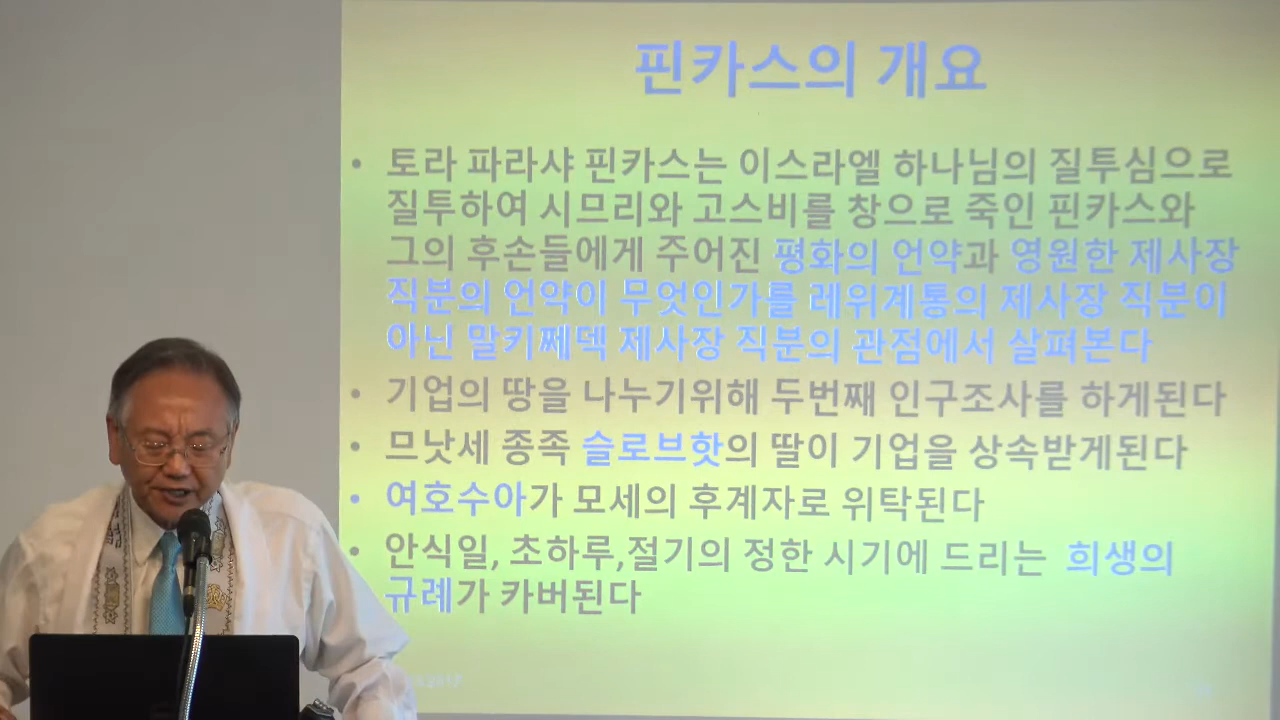 핀카스의 개요
• 토라 파라샤 핀카스는 이스라엘 하나님의 질투심으로
질투하여 시므리와 고스비를 창으로 죽인 핀카스와
그의 후손들에게 주어진 평화의 언약과 영원한 제사장
직분의 언약이 무엇인가를 레위계통의 제사장 직분이
아닌 말키쩨덱 제사장 직분의 관점에서 살펴본다
• 기업의 땅을 나누기위해 두번째 인구조사를 하게된다
• 므낫세 종족 슬로브핫의 딸이 기업을 상속받게된다
• 여호수아가 모세의 후계자로 위탁된다
• 안식일, 초하루,절기의 정한 시기에 드리는 희생의
규례가 카버된다